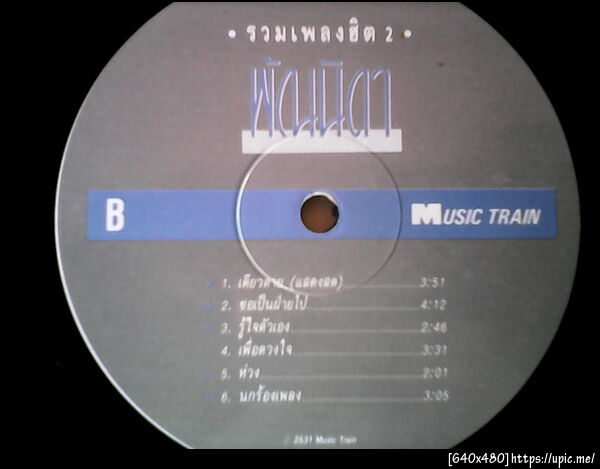 • รวมเพลงฮิต 2 •
พัณนิดา
B
MUSIC TRAIN
1. เดียวดาย (แสดงสด) 3:51
2. ขอเป็นฝ่ายไป 4:12
3. รู้ใจตัวเอง 2:46
4. เพื่อดวงใจ 3:31
5. ห่วง 2:01
6. นกร้องเพลง 3:05
2531 Music Train
[640x480]https://upic.me/